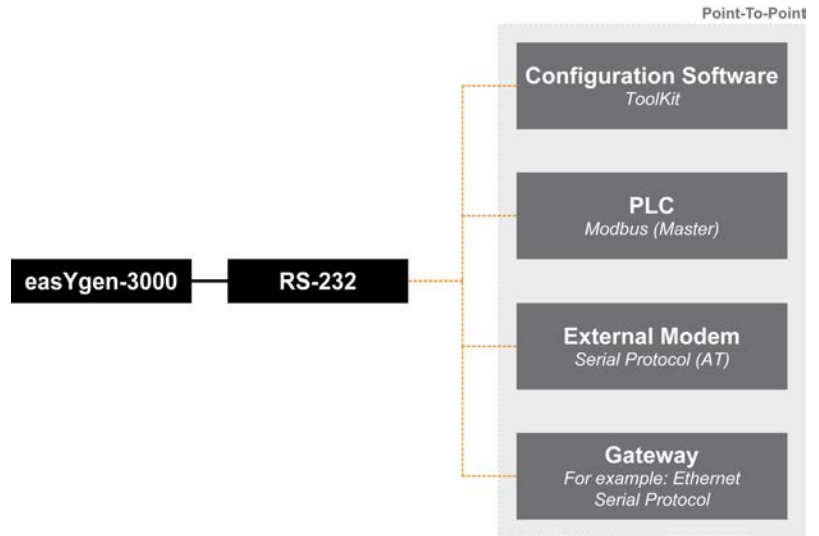 Point-To-Point
Configuration Software
ToolKit
PLC
Modbus (Master)
easYgen-3000
RS-232
External Modem
Serial Protocol (AT)
Gateway
For example: Ethernet
Serial Protocol